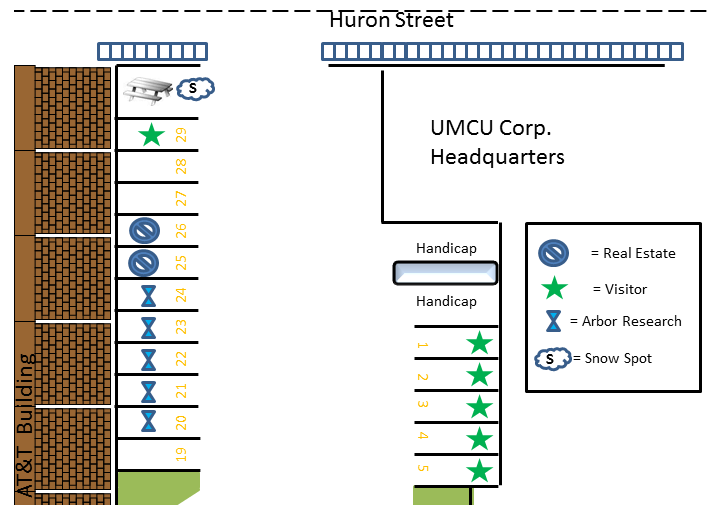 Huron Street
S
29
28
27
26
25
24
23
22
21
20
19
AT&T Building
UMCU Corp.
Headquarters
Handicap
Handicap
1
2
3
4
5
= Real Estate
= Visitor
= Arbor Research
S = Snow Spot